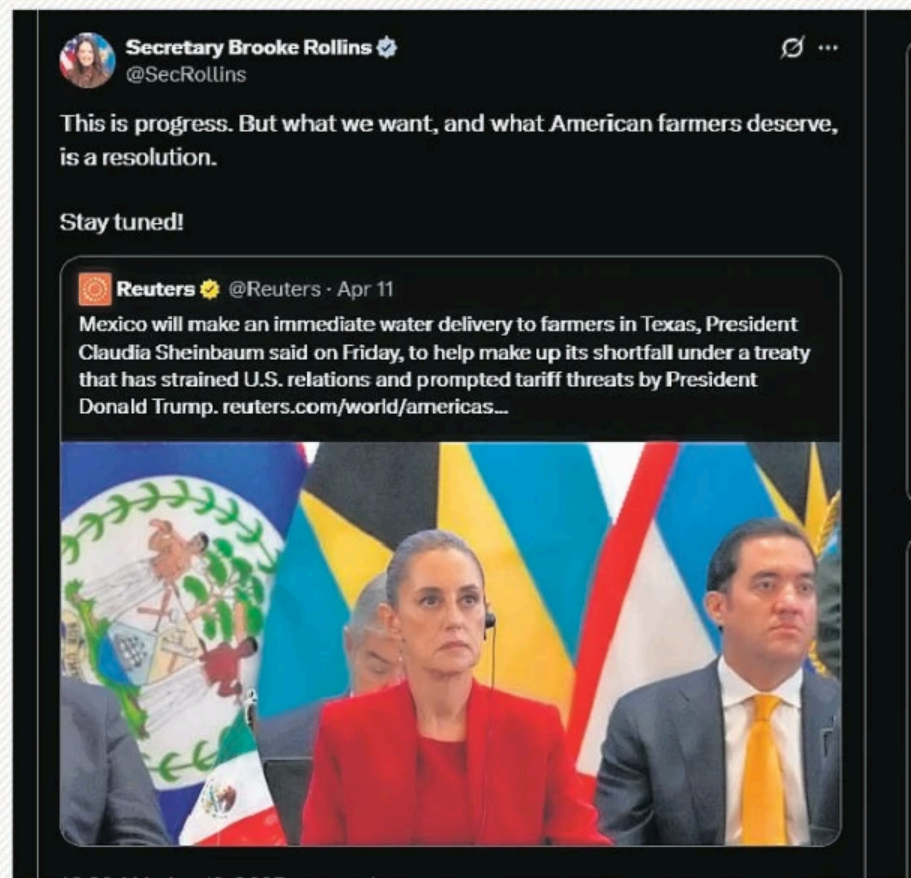 Secretary Brooke Rollins
@SecRollins
This is progress. But what we want, and what American farmers deserve,
is a resolution.
Stay tuned!
Reuters @Reuters · Apr 11
Mexico will make an immediate water delivery to farmers in Texas, President
Claudia Sheinbaum said on Friday, to help make up its shortfall under a treaty
that has strained U.S. relations and prompted tariff threats by President
Donald Trump. reuters.com/world/americas...